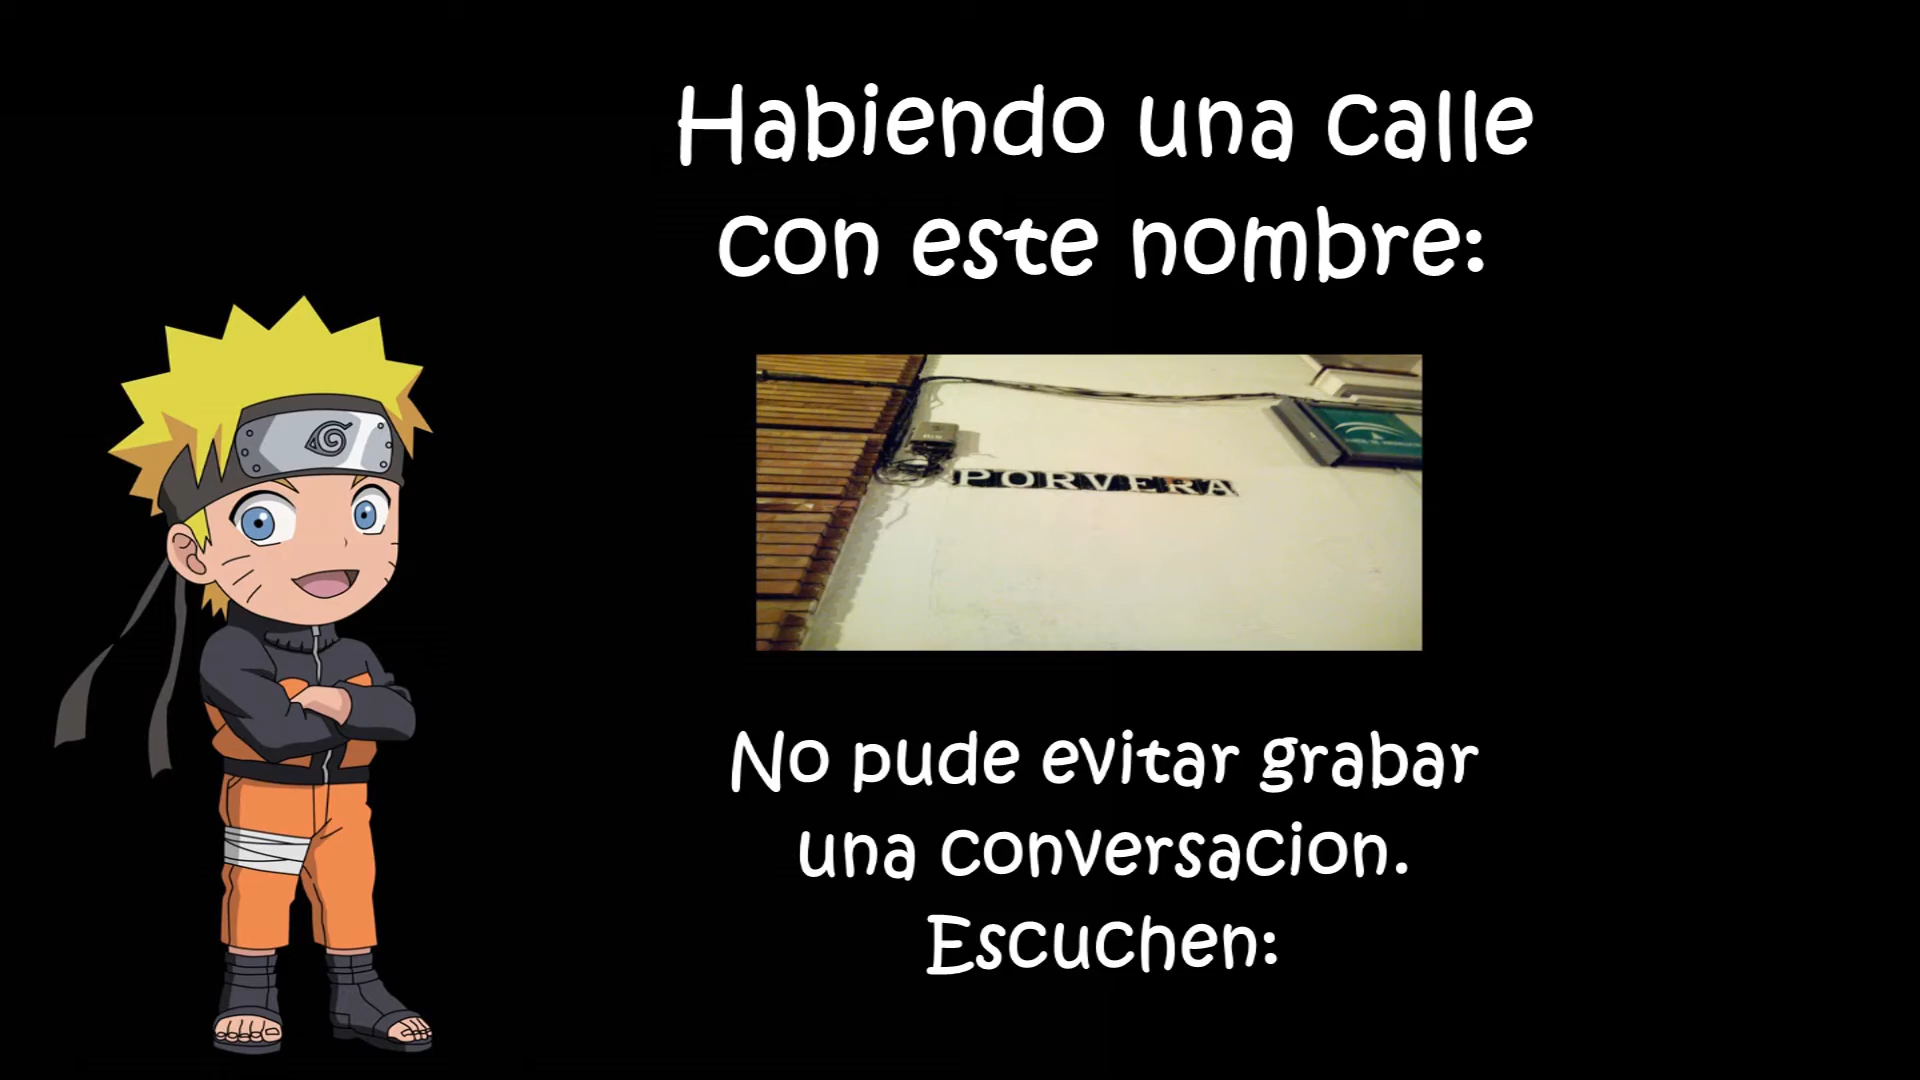 Habiendo una calle
con este nombre:
PORVERA
No pude evitar grabar
una conversacion.
Escuchen: